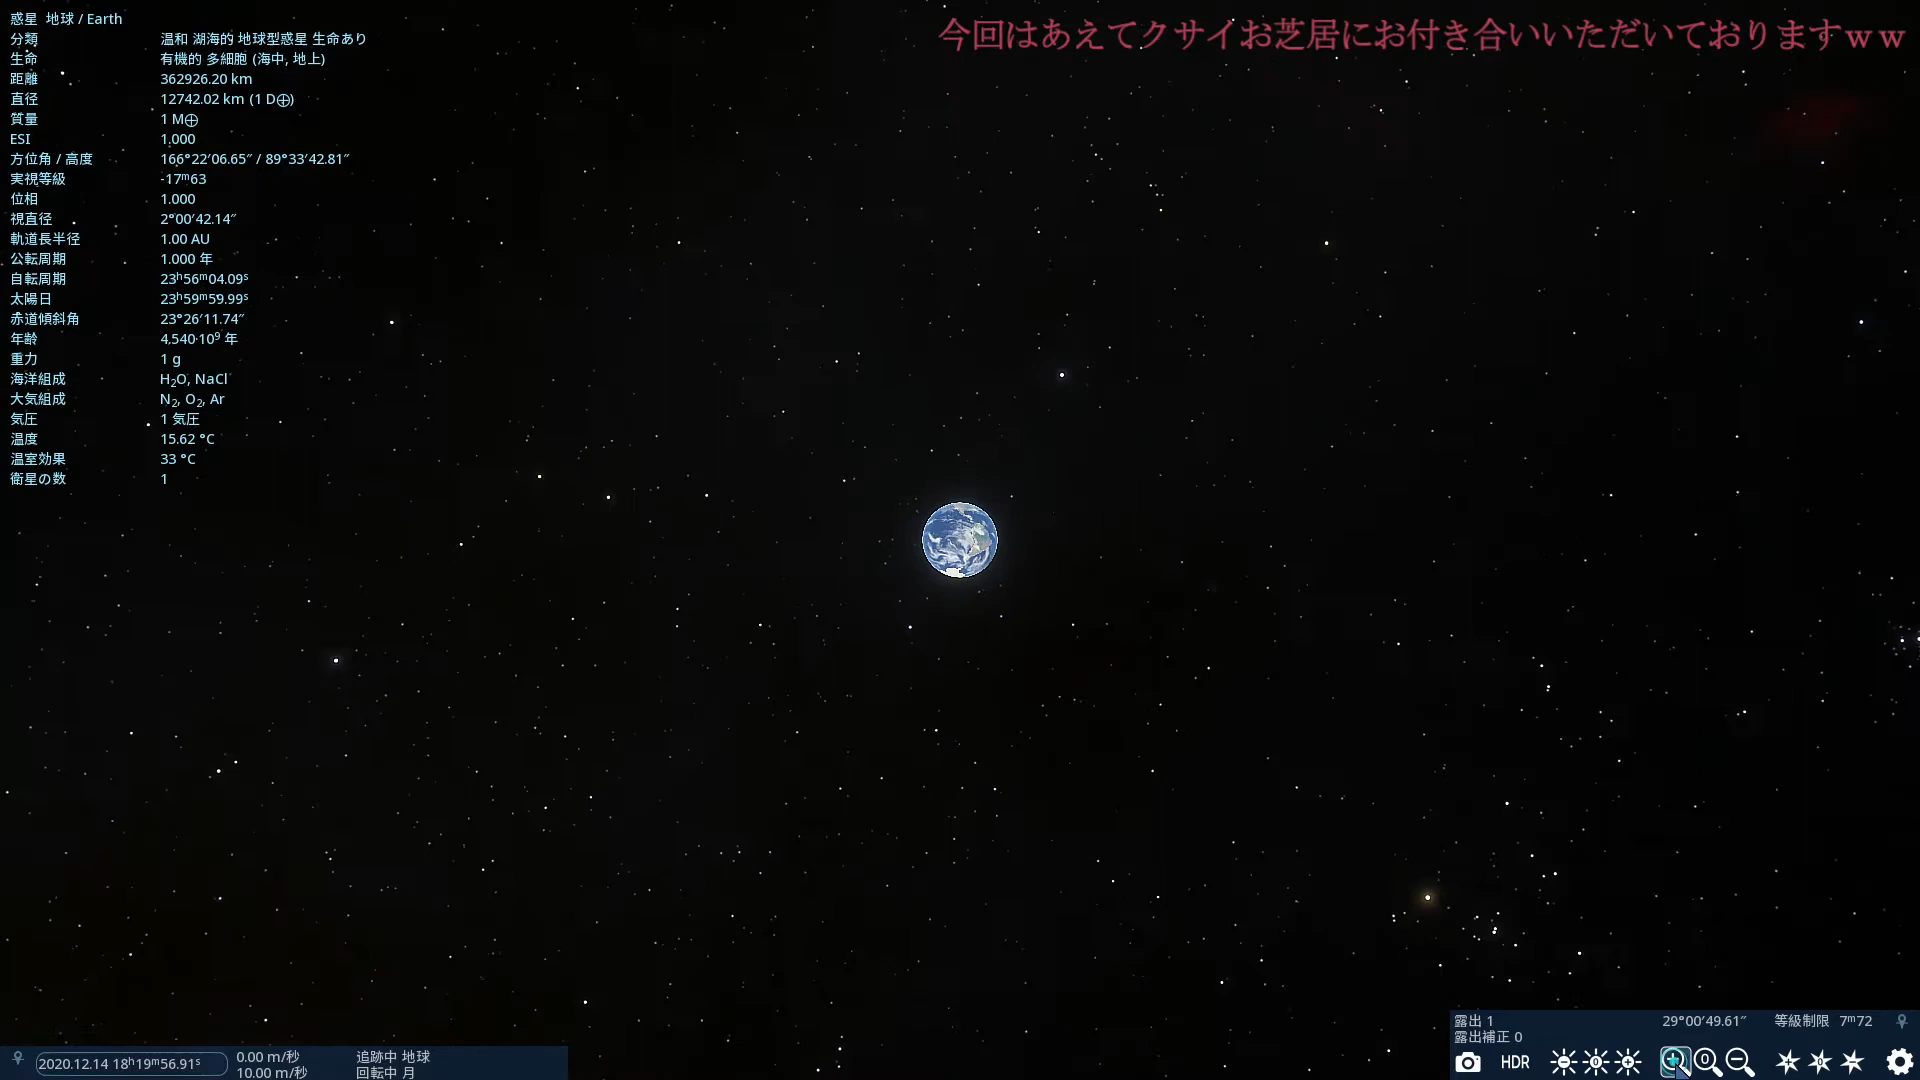 惑星 地球 / Earth
今回はあえてクサイお芝居にお付き合いいただいておりますｗｗ
分類 温和 湖海的 地球型惑星 生命あり
生命 有機的 多細胞 (海中, 地上)
距離 362926.20 km
直径 12742.02 km (1 D⊕)
質量 1 M⊕
ESI 1.000
方位角 / 高度 166°22′06.65″ / 89°33′42.81″
実視等級 -17ᵐ63
位相 1.000
視直径 2°00′42.14″
軌道長半径 1.00 AU
公転周期 1.000 年
自転周期 23ʰ56ᵐ04.09ˢ
太陽日 23ʰ59ᵐ59.99ˢ
赤道傾斜角 23°26′11.74″
年齢 4,540·10⁹ 年
重力 1 g
海洋組成 H₂O, NaCl
大気組成 N₂, O₂, Ar
気圧 1 気圧
温度 15.62 °C
温室効果 33 °C
衛星の数 1
露出 1 29°00′49.61″ 等級制限 7ᵐ72
露出補正 0
HDR
2020.12.14 18ʰ19ᵐ56.91ˢ
0.00 m/秒 追跡中 地球
10.00 m/秒 回転中 月